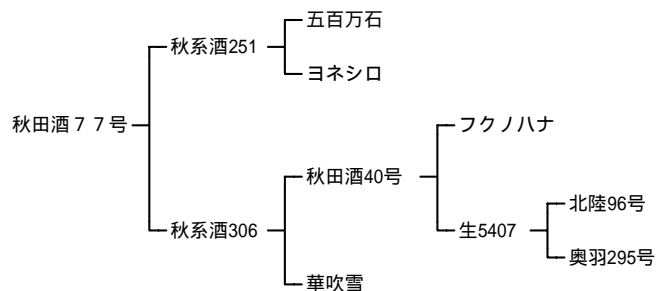 五百万石
秋系酒251
ヨネシロ
秋田酒７７号
フクノハナ
秋田酒40号
北陸96号
秋系酒306
生5407
奥羽295号
華吹雪